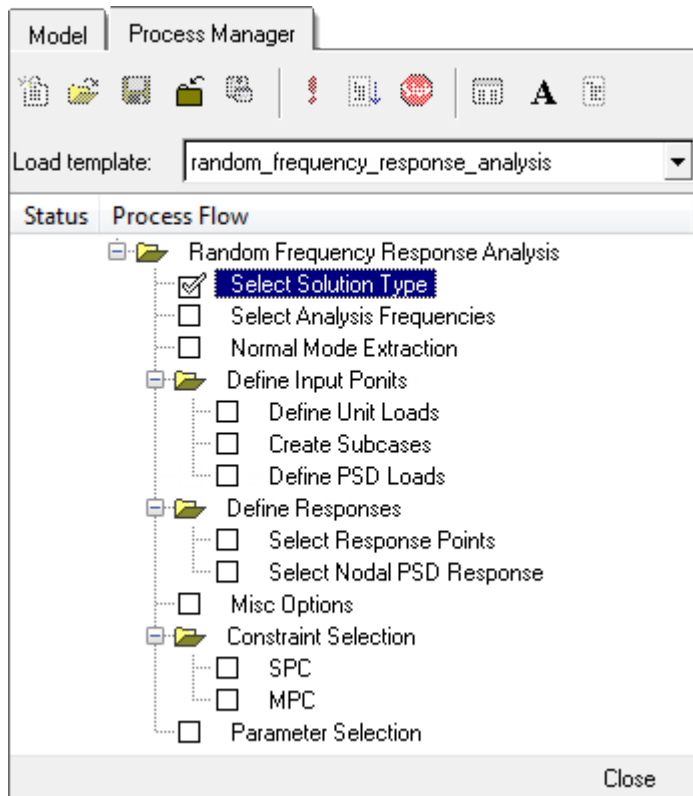 Model Process Manager
STOP A
Load template: random_frequency_response_analysis
Status Process Flow
Random Frequency Response Analysis
Select Solution Type
Select Analysis Frequencies
Normal Mode Extraction
Define Input Ponits
Define Unit Loads
Create Subcases
Define PSD Loads
Define Responses
Select Response Points
Select Nodal PSD Response
Misc Options
Constraint Selection
SPC
MPC
Parameter Selection
Close